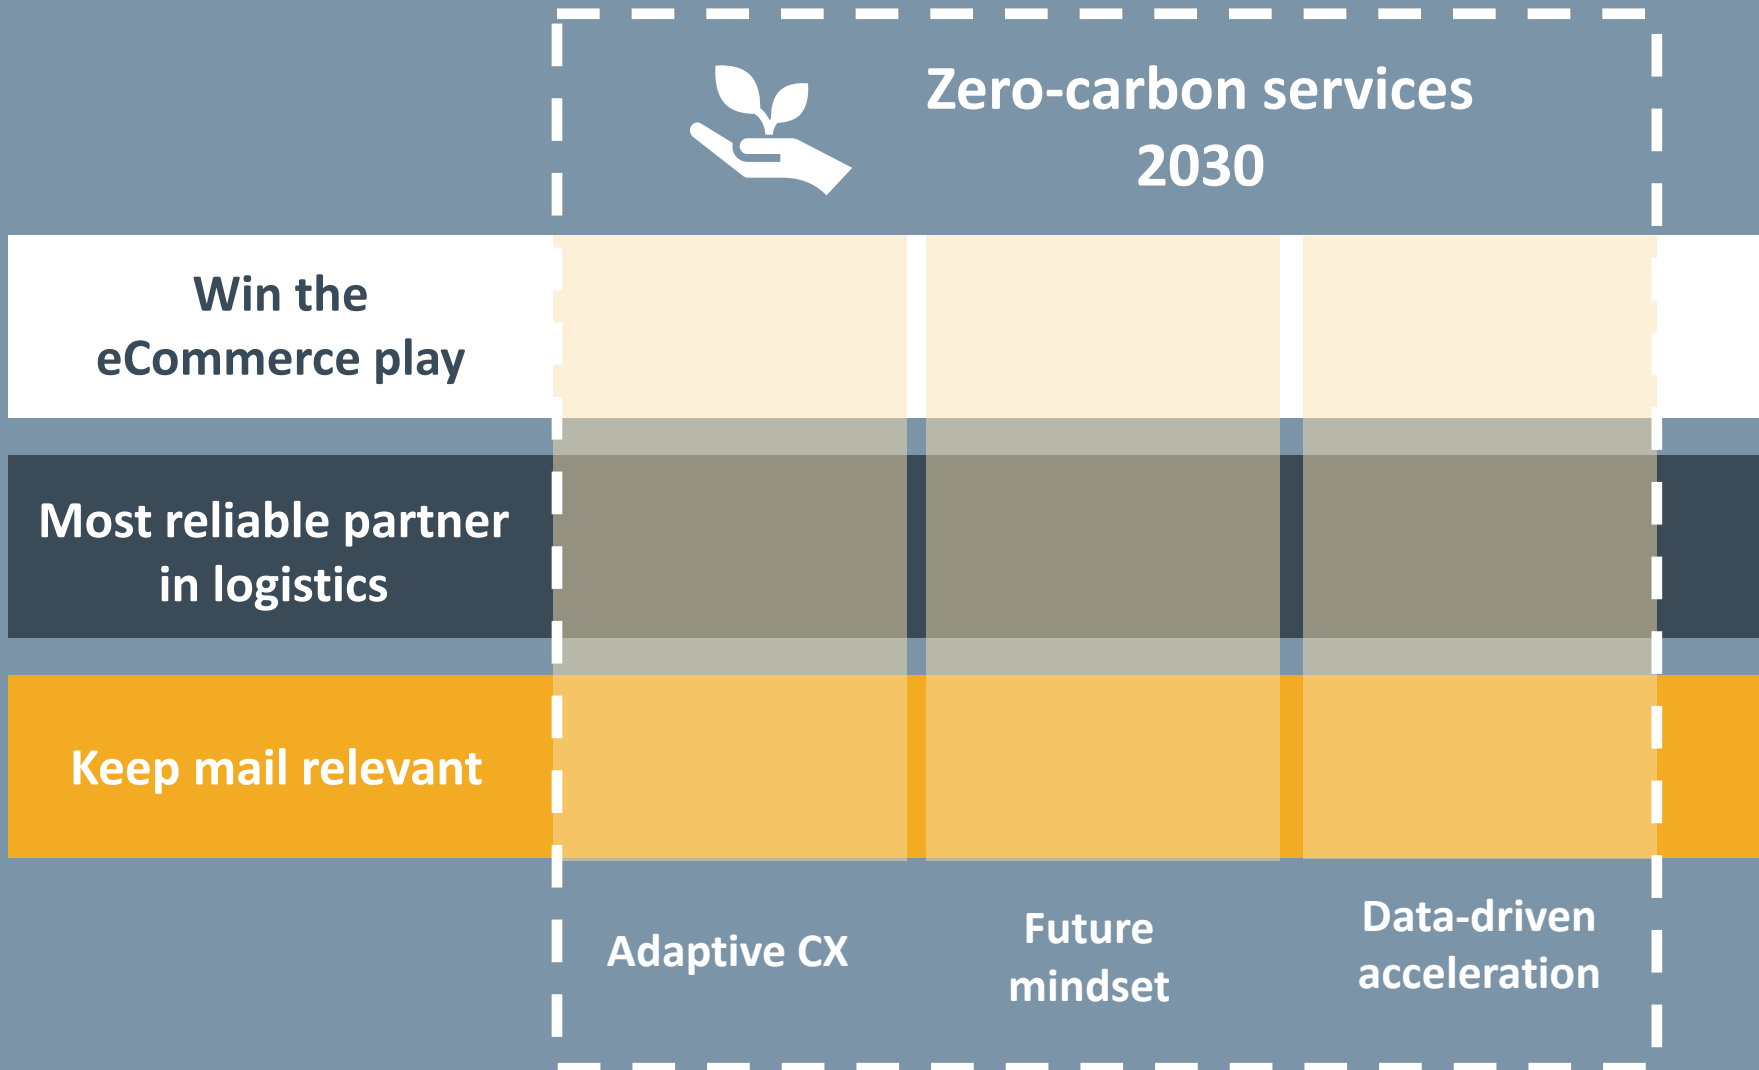 Zero-carbon services
2030
Win the
eCommerce play
Most reliable partner
in logistics
Keep mail relevant
Adaptive CX
Future
mindset
Data-driven
acceleration